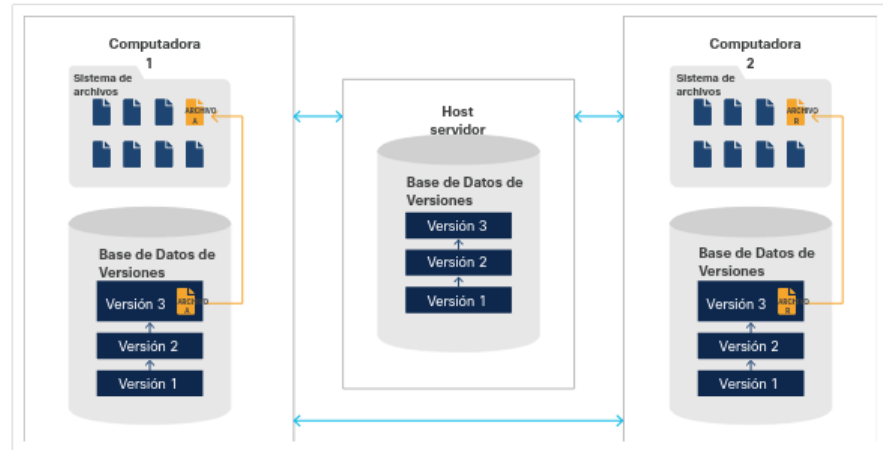 Computadora
1
Sistema de
archivos
ARCHIVO
A
Base de Datos de
Versiones
Versión 3
ARCHIVO
A
Versión 2
Versión 1
Host
servidor
Base de Datos de
Versiones
Versión 3
Versión 2
Versión 1
Computadora
2
Sistema de
archivos
ARCHIVO
B
Base de Datos de
Versiones
Versión 3
ARCHIVO
B
Versión 2
Versión 1